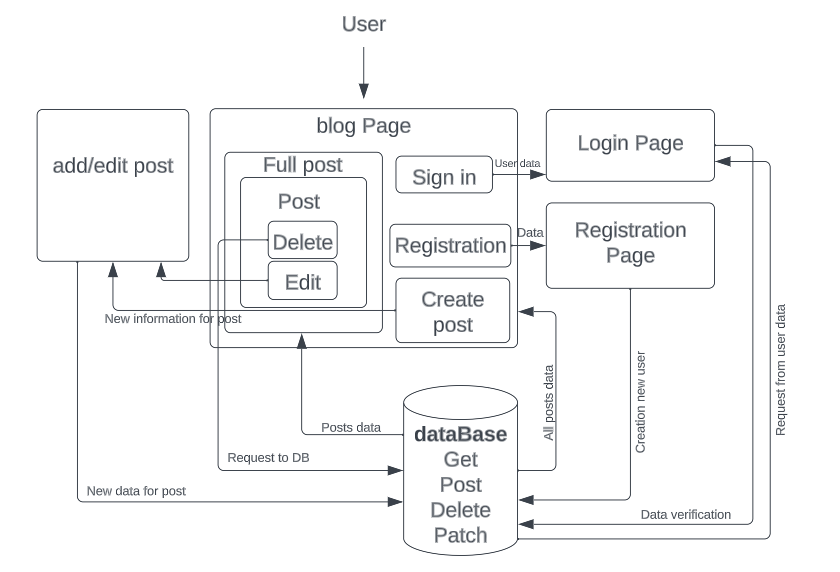 User
blog Page
add/edit post
Full post
Post
Delete
Edit
Sign in
User data
Login Page
Registration
Data
Registration
Page
Create
post
New information for post
Posts data
Request to DB
New data for post
dataBase
Get
Post
Delete
Patch
All posts data
Creation new user
Request from user data
Data verification